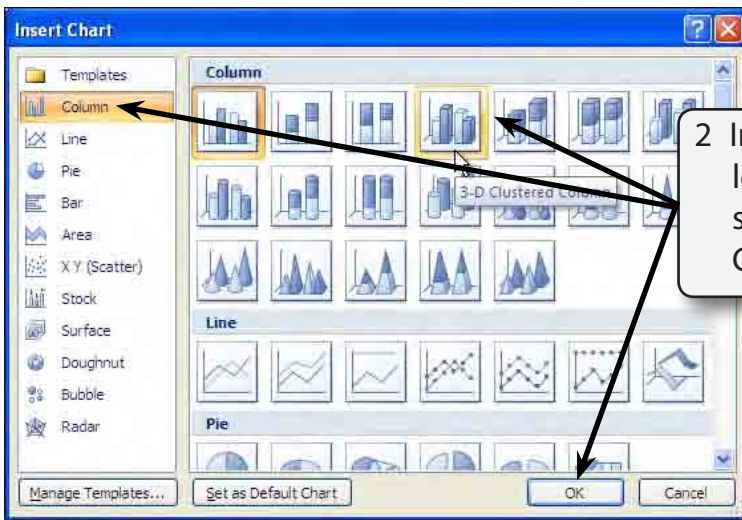 Insert Chart
Templates
Column
Line
Pie
Bar
Area
X Y (Scatter)
Stock
Surface
Doughnut
Bubble
Radar
Column
3-D Clustered Column
Line
Pie
Manage Templates...
Set as Default Chart
OK
Cancel
2